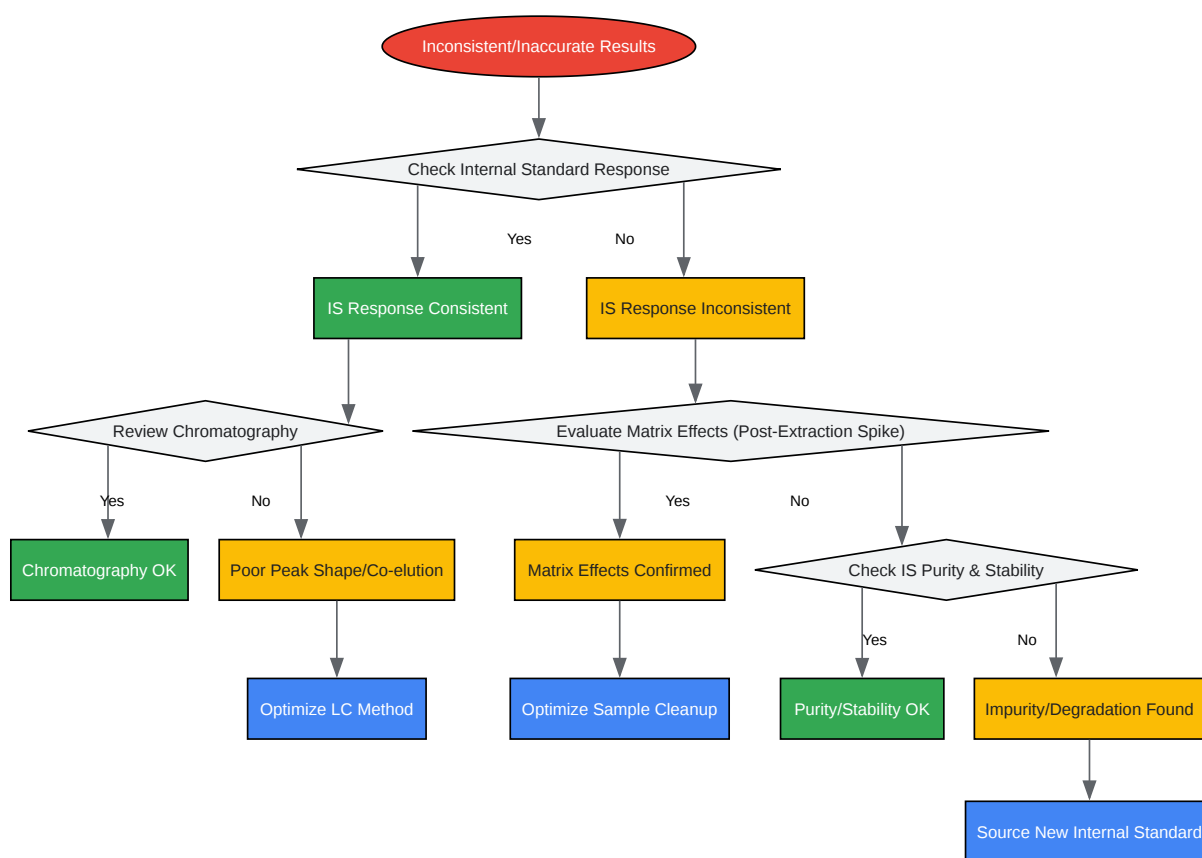 Inconsistent/Inaccurate Results
Check Internal Standard Response
Yes
No
IS Response Consistent
IS Response Inconsistent
Review Chromatography
Evaluate Matrix Effects (Post-Extraction Spike)
Yes
No
Yes
No
Chromatography OK
Poor Peak Shape/Co-elution
Matrix Effects Confirmed
Check IS Purity & Stability
Yes
No
Optimize LC Method
Optimize Sample Cleanup
Purity/Stability OK
Impurity/Degradation Found
Source New Internal Standard